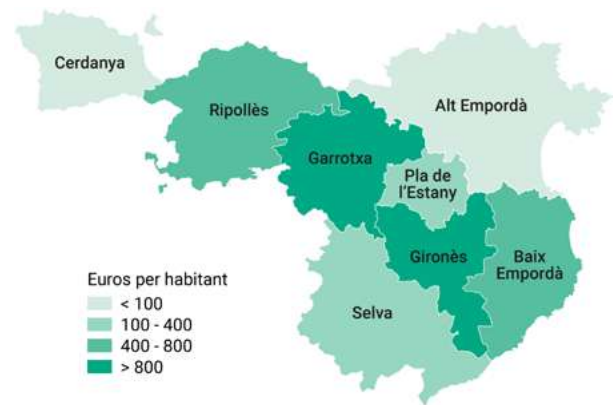 Cerdanya
Ripollès
Alt Empordà
Garrotxa
Pla de
l'Estany
Gironès
Baix
Empordà
Selva
Euros per habitant
< 100
100 - 400
400 - 800
> 800